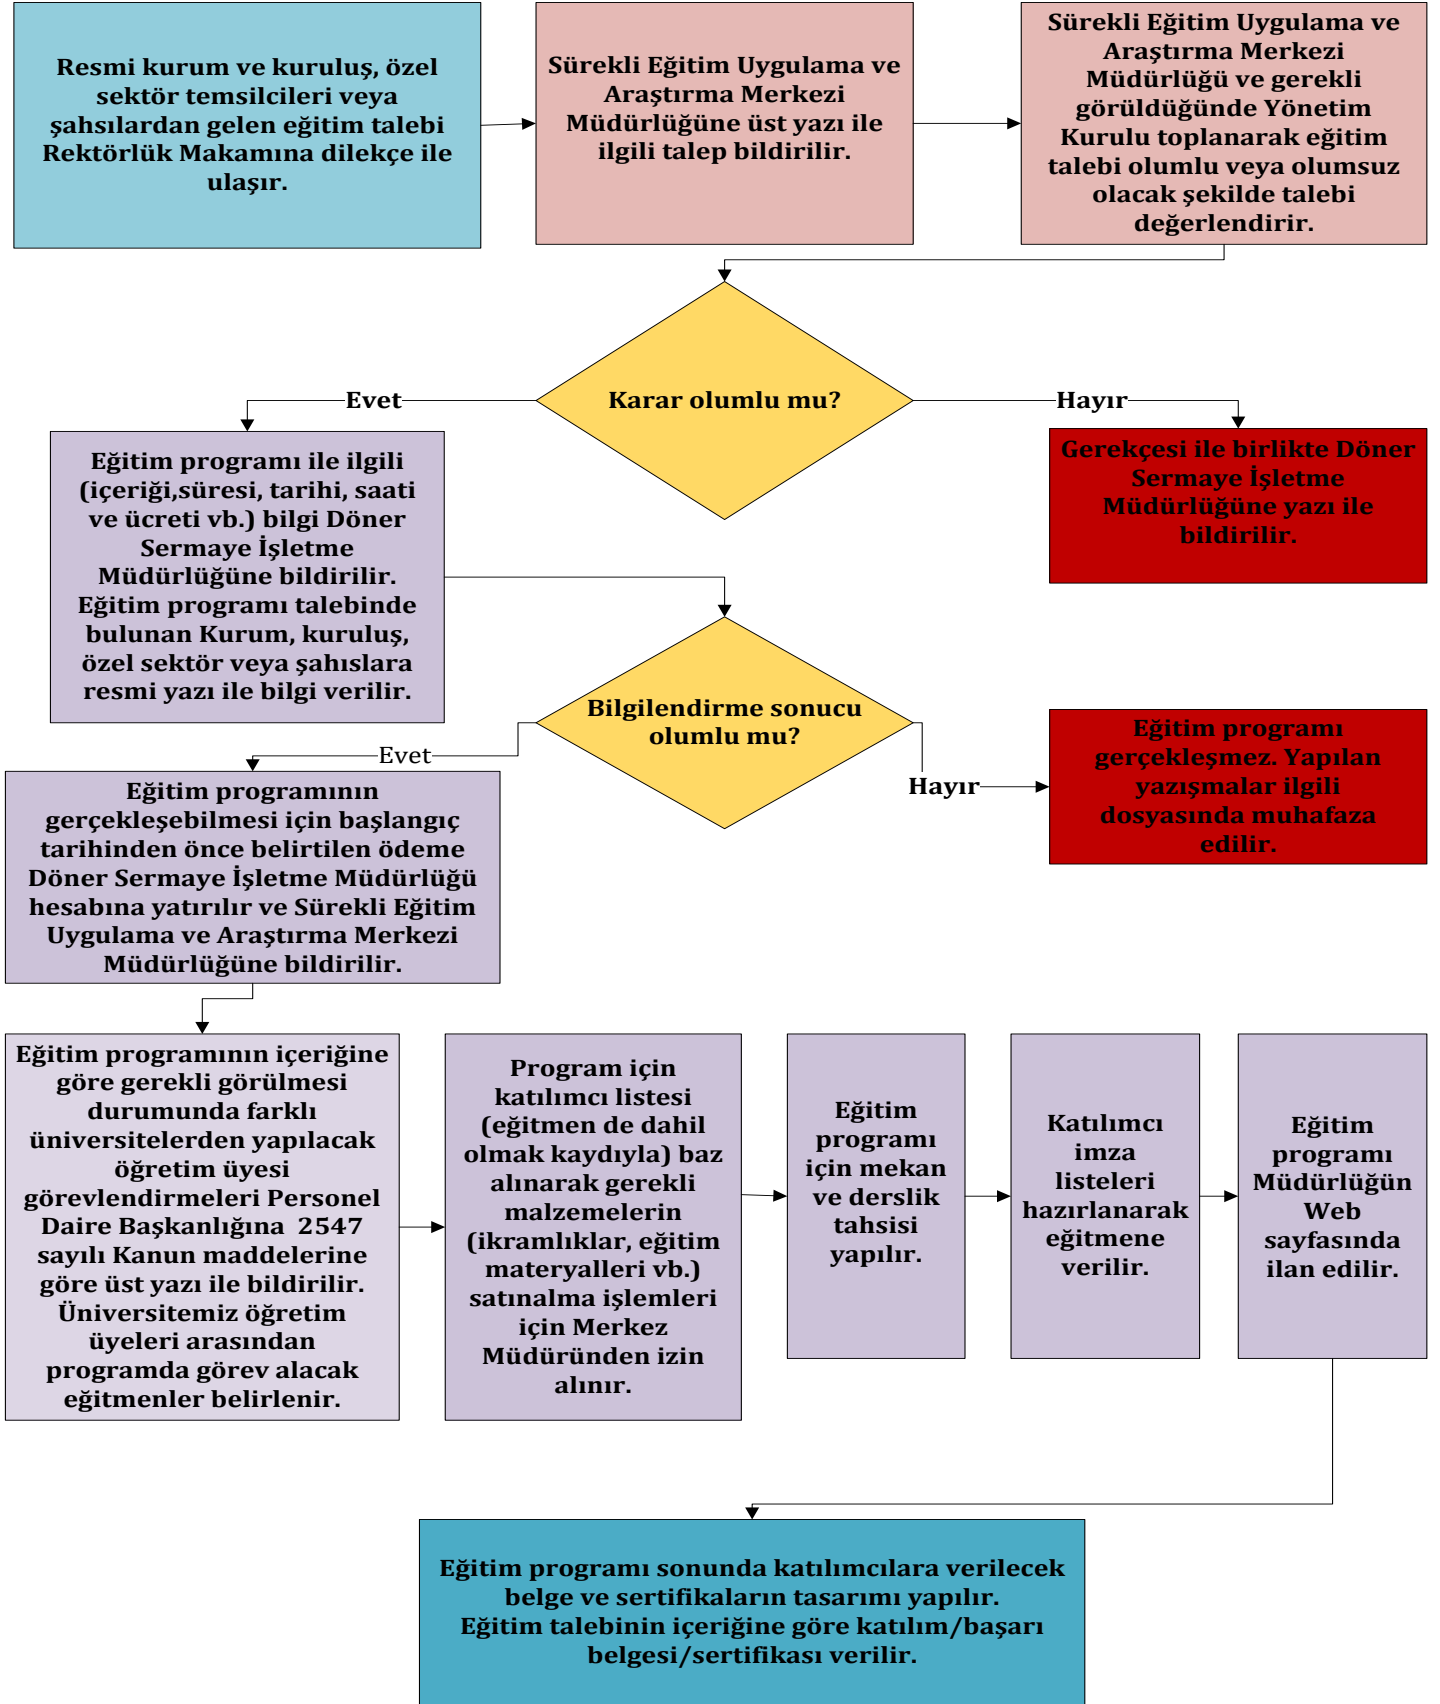 Resmi kurum ve kuruluş, özel
sektör temsilcileri veya
şahsılardan gelen eğitim talebi
Rektörlük Makamına dilekçe ile
ulaşır.
Sürekli Eğitim Uygulama ve
Araştırma Merkezi
Müdürlüğüne üst yazı ile
ilgili talep bildirilir.
Sürekli Eğitim Uygulama ve
Araştırma Merkezi
Müdürlüğü ve gerekli
görüldüğünde Yönetim
Kurulu toplanarak eğitim
talebi olumlu veya olumsuz
olacak şekilde talebi
değerlendirir.
Karar olumlu mu?
Evet
Hayır
Eğitim programı ile ilgili
(içeriği,süresi, tarihi, saati
ve ücreti vb.) bilgi Döner
Sermaye İşletme
Müdürlüğüne bildirilir.
Eğitim programı talebinde
bulunan Kurum, kuruluş,
özel sektör veya şahıslara
resmi yazı ile bilgi verilir.
Gerekçesi ile birlikte Döner
Sermaye İşletme
Müdürlüğüne yazı ile
bildirilir.
Bilgilendirme sonucu
olumlu mu?
Evet
Hayır
Eğitim programı
gerçekleşmez. Yapılan
yazışmalar ilgili
dosyasında muhafaza
edilir.
Eğitim programının
gerçekleşebilmesi için başlangıç
tarihinden önce belirtilen ödeme
Döner Sermaye İşletme Müdürlüğü
hesabına yatırılır ve Sürekli Eğitim
Uygulama ve Araştırma Merkezi
Müdürlüğüne bildirilir.
Eğitim programının içeriğine
göre gerekli görülmesi
durumunda farklı
üniversitelerden yapılacak
öğretim üyesi
görevlendirmeleri Personel
Daire Başkanlığına 2547
sayılı Kanun maddelerine
göre üst yazı ile bildirilir.
Üniversitemiz öğretim
üyeleri arasından
programda görev alacak
eğitmenler belirlenir.
Program için
katılımcı listesi
(eğitmen de dahil
olmak kaydıyla) baz
alınarak gerekli
malzemelerin
(ikramlıklar, eğitim
materyalleri vb.)
satınalma işlemleri
için Merkez
Müdüründen izin
alınır.
Eğitim
programı
için mekan
ve derslik
tahsisi
yapılır.
Katılımcı
imza
listeleri
hazırlanarak
eğitmene
verilir.
Eğitim
programı
Müdürlüğün
Web
sayfasında
ilan edilir.
Eğitim programı sonunda katılımcılara verilecek
belge ve sertifikaların tasarımı yapılır.
Eğitim talebinin içeriğine göre katılım/başarı
belgesi/sertifikası verilir.